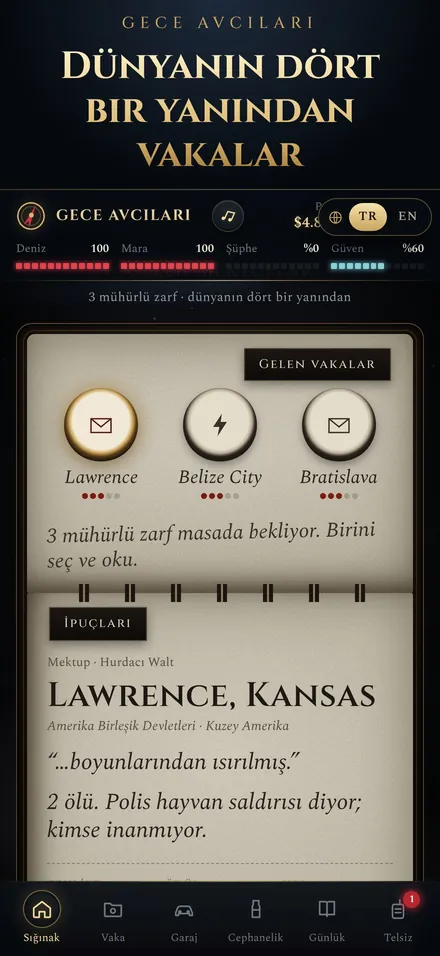 GECE AVCILARI
DÜNYANIN DÖRT
BIR YANINDAN
VAKALAR
GECE AVCILARI
$4.8
TR
EN
Deniz 100
Mara 100
Şüphe %0
Güven %60
3 mühürlü zarf · dünyanın dört bir yanından
GELEN VAKALAR
Lawrence
Belize City
Bratislava
3 mühürlü zarf masada bekliyor. Birini
seç ve oku.
İPUÇLARI
Mektup · Hurdacı Walt
LAWRENCE, KANSAS
Amerika Birleşik Devletleri · Kuzey Amerika
“…boyunlarından ısırılmış.”
2 ölü. Polis hayvan saldırısı diyor;
kimse inanmıyor.
1
Sığınak
Vaka
Garaj
Cephanelik
Günlük
Telsiz